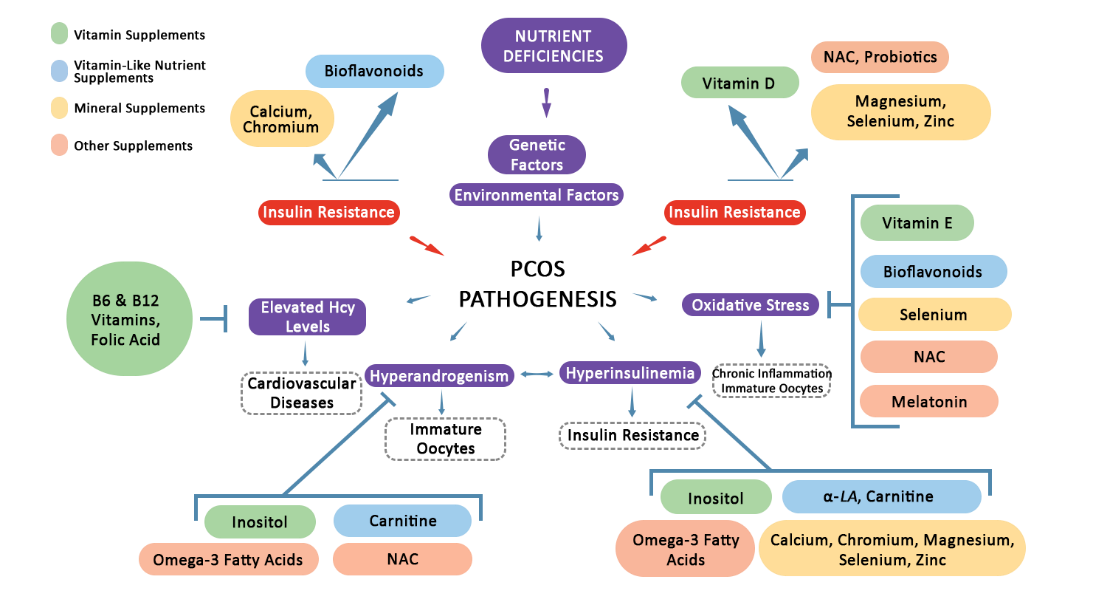 Vitamin Supplements
Vitamin-Like Nutrient
Supplements
Mineral Supplements
Other Supplements
NUTRIENT
DEFICIENCIES
Bioflavonoids
Calcium,
Chromium
Insulin Resistance
Genetic
Factors
Environmental Factors
Vitamin D
NAC, Probiotics
Magnesium,
Selenium, Zinc
Insulin Resistance
PCOS
PATHOGENESIS
B6 & B12
Vitamins,
Folic Acid
Elevated Hcy
Levels
Cardiovascular
Diseases
Hyperandrogenism
Immature
Oocytes
Hyperinsulinemia
Insulin Resistance
Oxidative Stress
Chronic Inflammation
Immature Oocytes
Vitamin E
Bioflavonoids
Selenium
NAC
Melatonin
Inositol
Carnitine
Omega-3 Fatty Acids
NAC
Inositol
α-LA, Carnitine
Omega-3 Fatty
Acids
Calcium, Chromium, Magnesium,
Selenium, Zinc